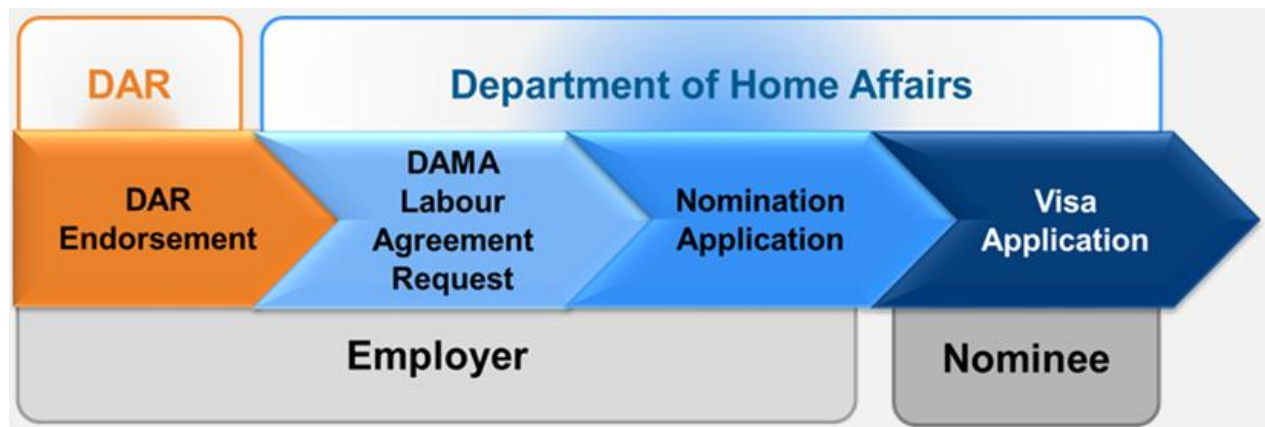 DAR
Department of Home Affairs
DAR
Endorsement
DAMA
Labour
Agreement
Request
Nomination
Application
Visa
Application
Employer
Nominee